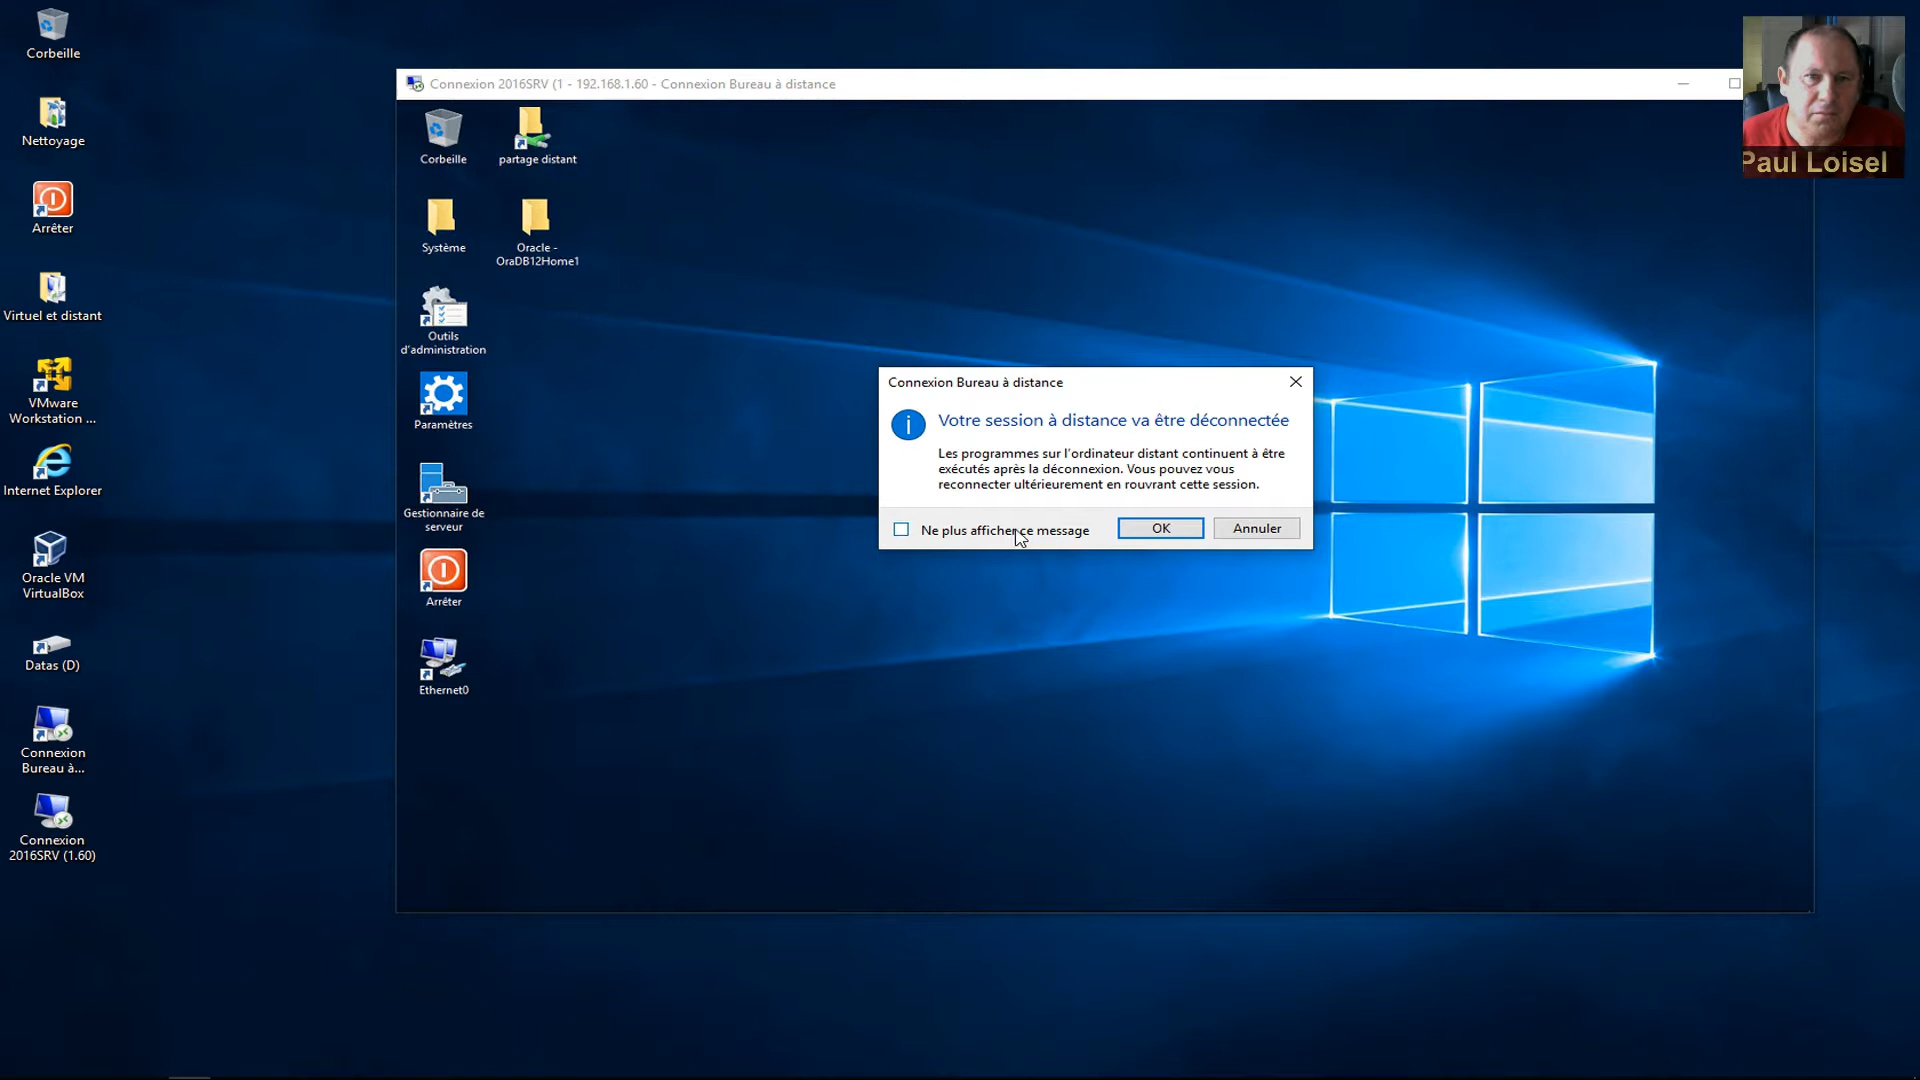 Corbeille
Nettoyage
Arrêter
Virtuel et distant
VMware
Workstation ...
Internet Explorer
Oracle VM
VirtualBox
Datas (D)
Connexion
Bureau à...
Connexion
2016SRV (1.60)
Connexion 2016SRV (1 - 192.168.1.60 - Connexion Bureau à distance
Corbeille
partage distant
Système
Oracle -
OraDB12Home1
Outils
d'administration
Paramètres
Gestionnaire de
serveur
Arrêter
Ethernet0
Connexion Bureau à distance
Votre session à distance va être déconnectée
Les programmes sur l'ordinateur distant continuent à être
exécutés après la déconnexion. Vous pouvez vous
reconnecter ultérieurement en rouvrant cette session.
Ne plus afficher ce message
OK
Annuler
Paul Loisel